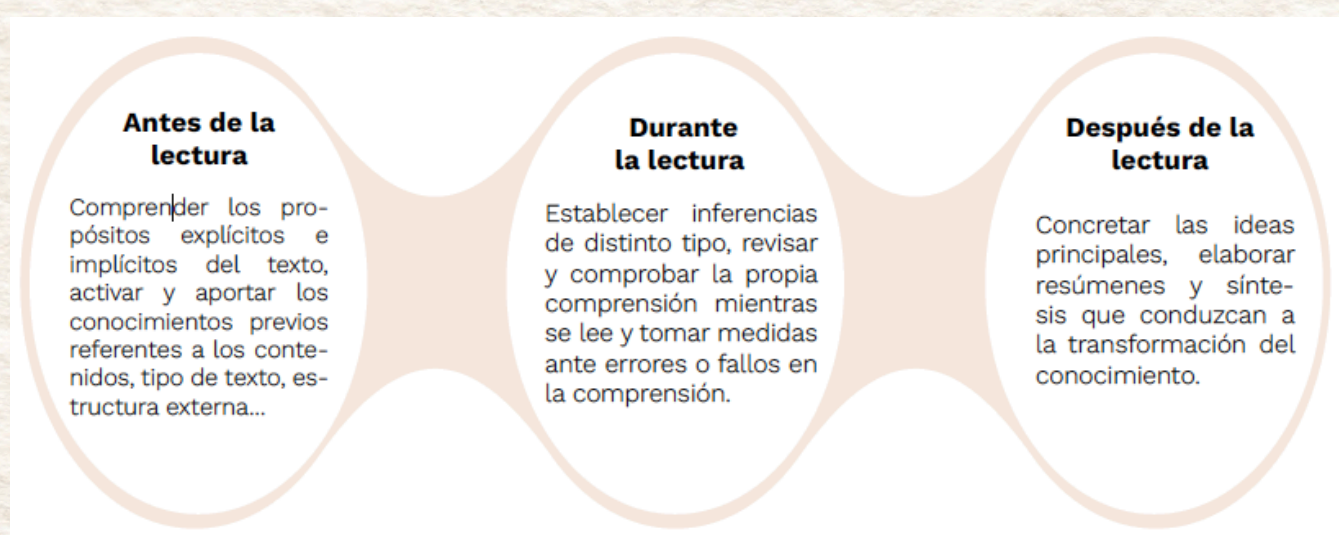 Antes de la
lectura
Comprender los pro-
pósitos explícitos e
implícitos del texto,
activar y aportar los
conocimientos previos
referentes a los conte-
nidos, tipo de texto, es-
tructura externa...
Durante
la lectura
Establecer inferencias
de distinto tipo, revisar
y comprobar la propia
comprensión mientras
se lee y tomar medidas
ante errores o fallos en
la comprensión.
Después de la
lectura
Concretar las ideas
principales, elaborar
resúmenes y sínte-
sis que conduzcan a
la transformación del
conocimiento.